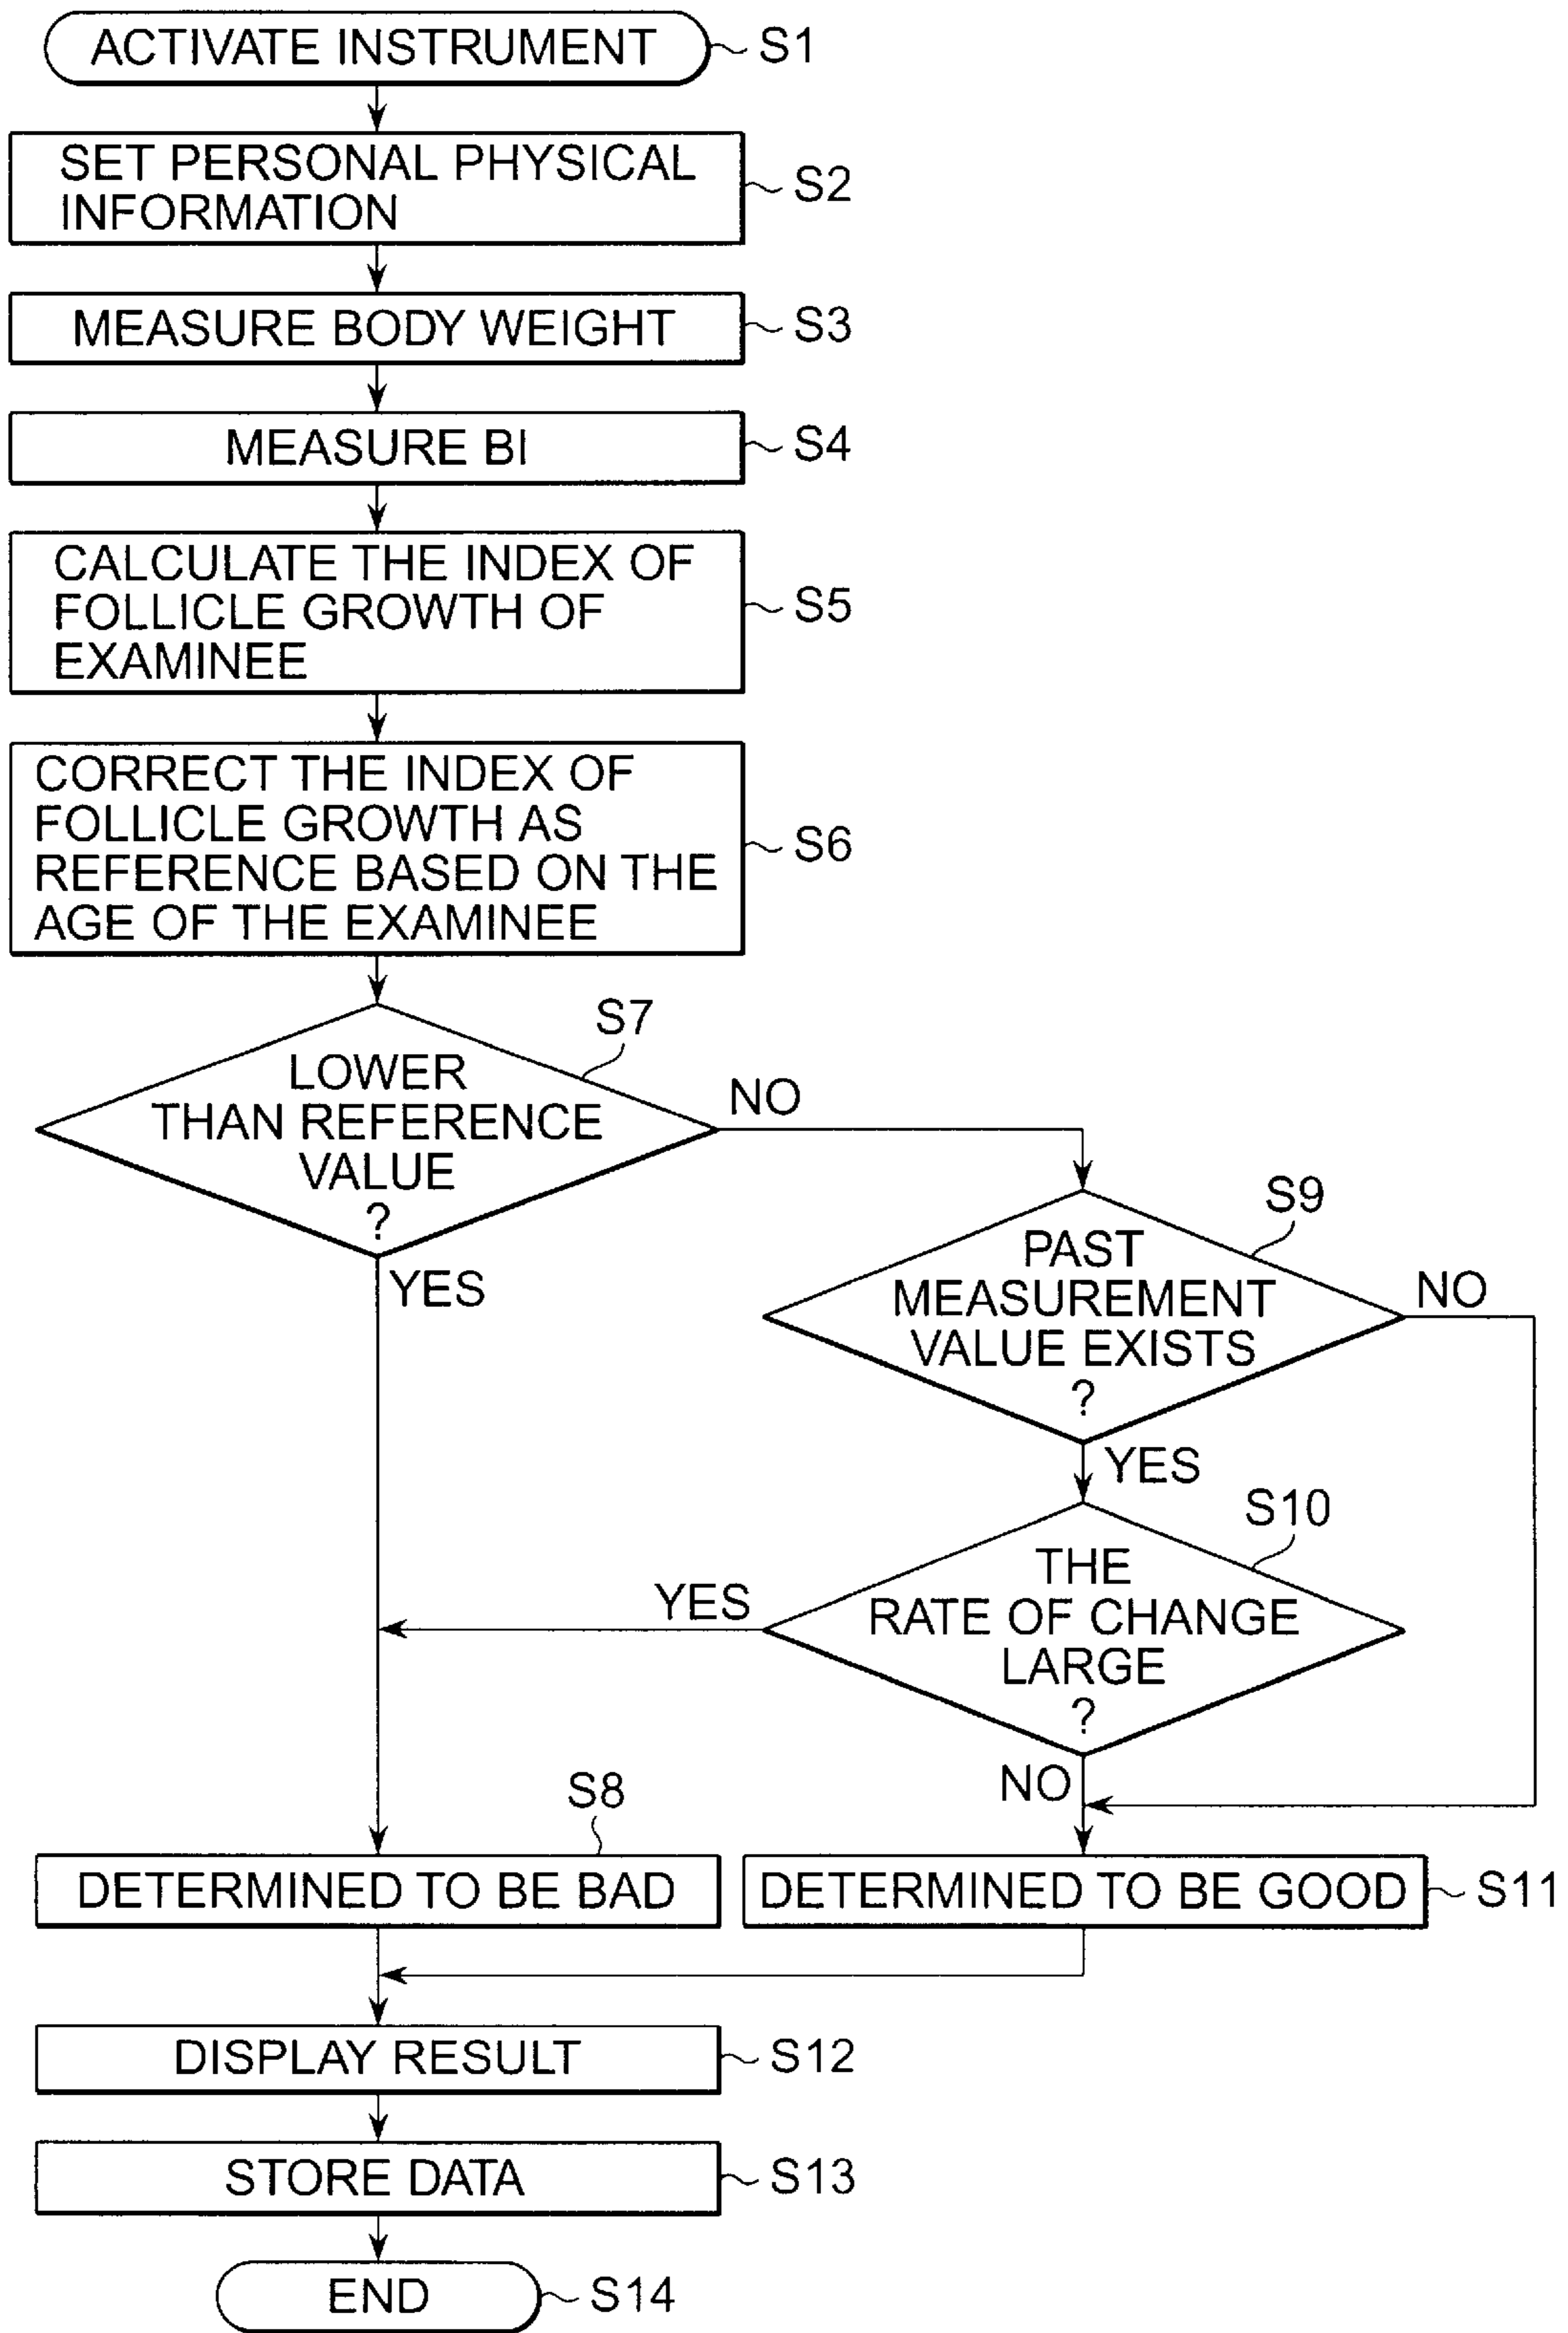 ACTIVATE INSTRUMENT
S1
SET PERSONAL PHYSICAL
INFORMATION
S2
MEASURE BODY WEIGHT
S3
MEASURE BI
S4
CALCULATE THE INDEX OF
FOLLICLE GROWTH OF
EXAMINEE
S5
CORRECT THE INDEX OF
FOLLICLE GROWTH AS
REFERENCE BASED ON THE
AGE OF THE EXAMINEE
S6
S7
LOWER
THAN REFERENCE
VALUE
?
NO
YES
S9
PAST
MEASUREMENT
VALUE EXISTS
?
NO
YES
S10
THE
RATE OF CHANGE
LARGE
?
YES
NO
S8
DETERMINED TO BE BAD
DETERMINED TO BE GOOD
S11
DISPLAY RESULT
S12
STORE DATA
S13
END
S14